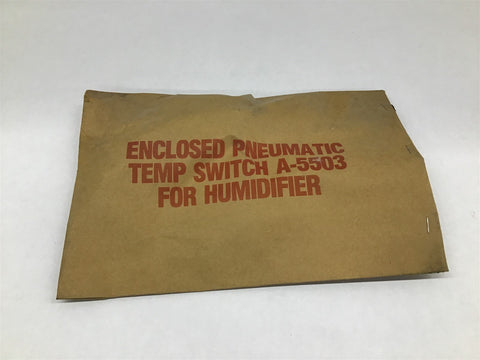 ENCLOSED PNEUMATIC
TEMP SWITCH A-5503
FOR HUMIDIFIER